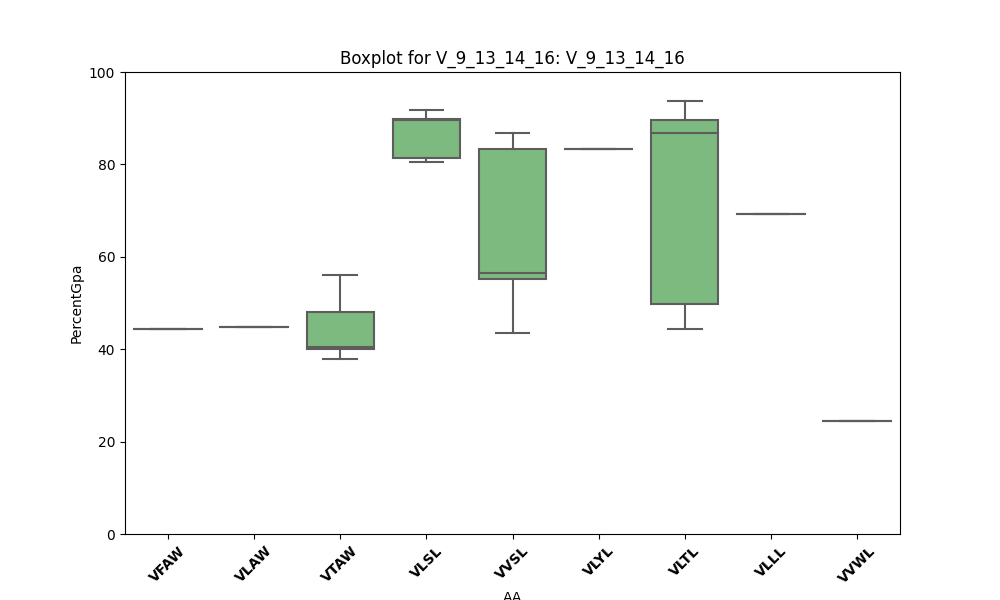 Boxplot for V_9_13_14_16: V_9_13_14_16
100
80
60
40
20
0
PercentGpa
VFAW
VLAW
VTAW
VLSL
VVSL
VLYL
VLTL
VLLL
VVWL
AA